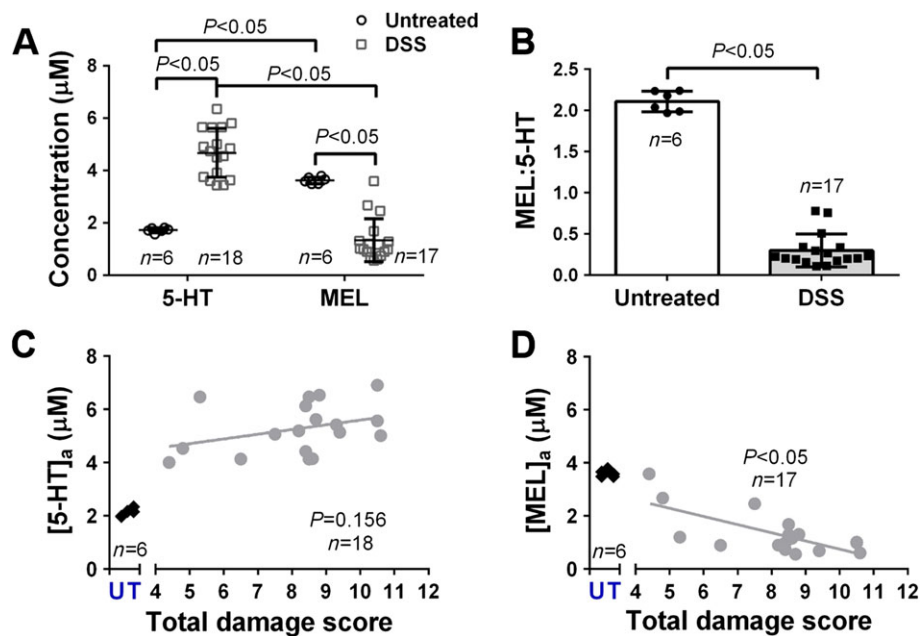 A
Untreated
DSS
P<0.05
P<0.05
P<0.05
P<0.05
Concentration (μM)
8
6
4
2
0
n=6
n=18
n=6
n=17
5-HT
MEL
B
P<0.05
MEL:5-HT
2.5
2.0
1.5
1.0
0.5
0.0
n=6
n=17
Untreated
DSS
C
[5-HT]a (μM)
8
6
4
2
0
n=6
P=0.156
n=18
UT 4 5 6 7 8 9 10 11 12
Total damage score
D
[MEL]a (μM)
8
6
4
2
0
n=6
P<0.05
n=17
UT 4 5 6 7 8 9 10 11 12
Total damage score